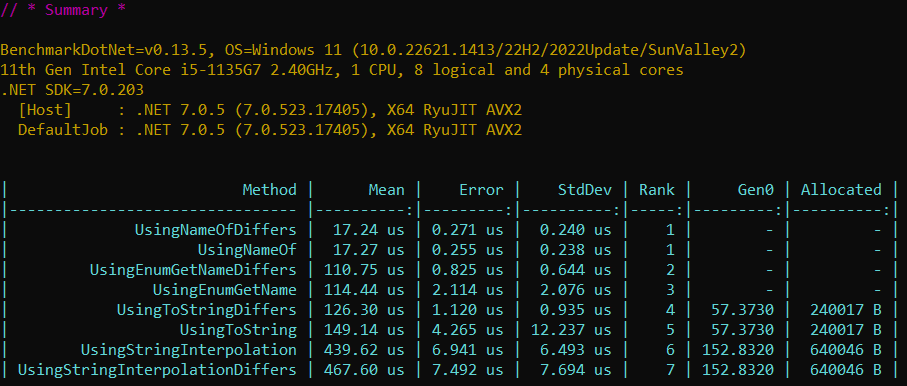 // * Summary *
BenchmarkDotNet=v0.13.5, OS=Windows 11 (10.0.22621.1413/22H2/2022Update/SunValley2)
11th Gen Intel Core i5-1135G7 2.40GHz, 1 CPU, 8 logical and 4 physical cores
.NET SDK=7.0.203
  [Host]     : .NET 7.0.5 (7.0.523.17405), X64 RyuJIT AVX2
  DefaultJob : .NET 7.0.5 (7.0.523.17405), X64 RyuJIT AVX2
|                         Method |      Mean |    Error |    StdDev | Rank |     Gen0 | Allocated |
|------------------------------- |----------:|---------:|----------:|-----:|---------:|----------:|
|             UsingNameOfDiffers |  17.24 us | 0.271 us |  0.240 us |    1 |        - |         - |
|                    UsingNameOf |  17.27 us | 0.255 us |  0.238 us |    1 |        - |         - |
|        UsingEnumGetNameDiffers | 110.75 us | 0.825 us |  0.644 us |    2 |        - |         - |
|               UsingEnumGetName | 114.44 us | 2.114 us |  2.076 us |    3 |        - |         - |
|           UsingToStringDiffers | 126.30 us | 1.120 us |  0.935 us |    4 |  57.3730 |  240017 B |
|                  UsingToString | 149.14 us | 4.265 us | 12.237 us |    5 |  57.3730 |  240017 B |
|       UsingStringInterpolation | 439.62 us | 6.941 us |  6.493 us |    6 | 152.8320 |  640046 B |
| UsingStringInterpolationDiffers | 467.60 us | 7.492 us |  7.694 us |    7 | 152.8320 |  640046 B |